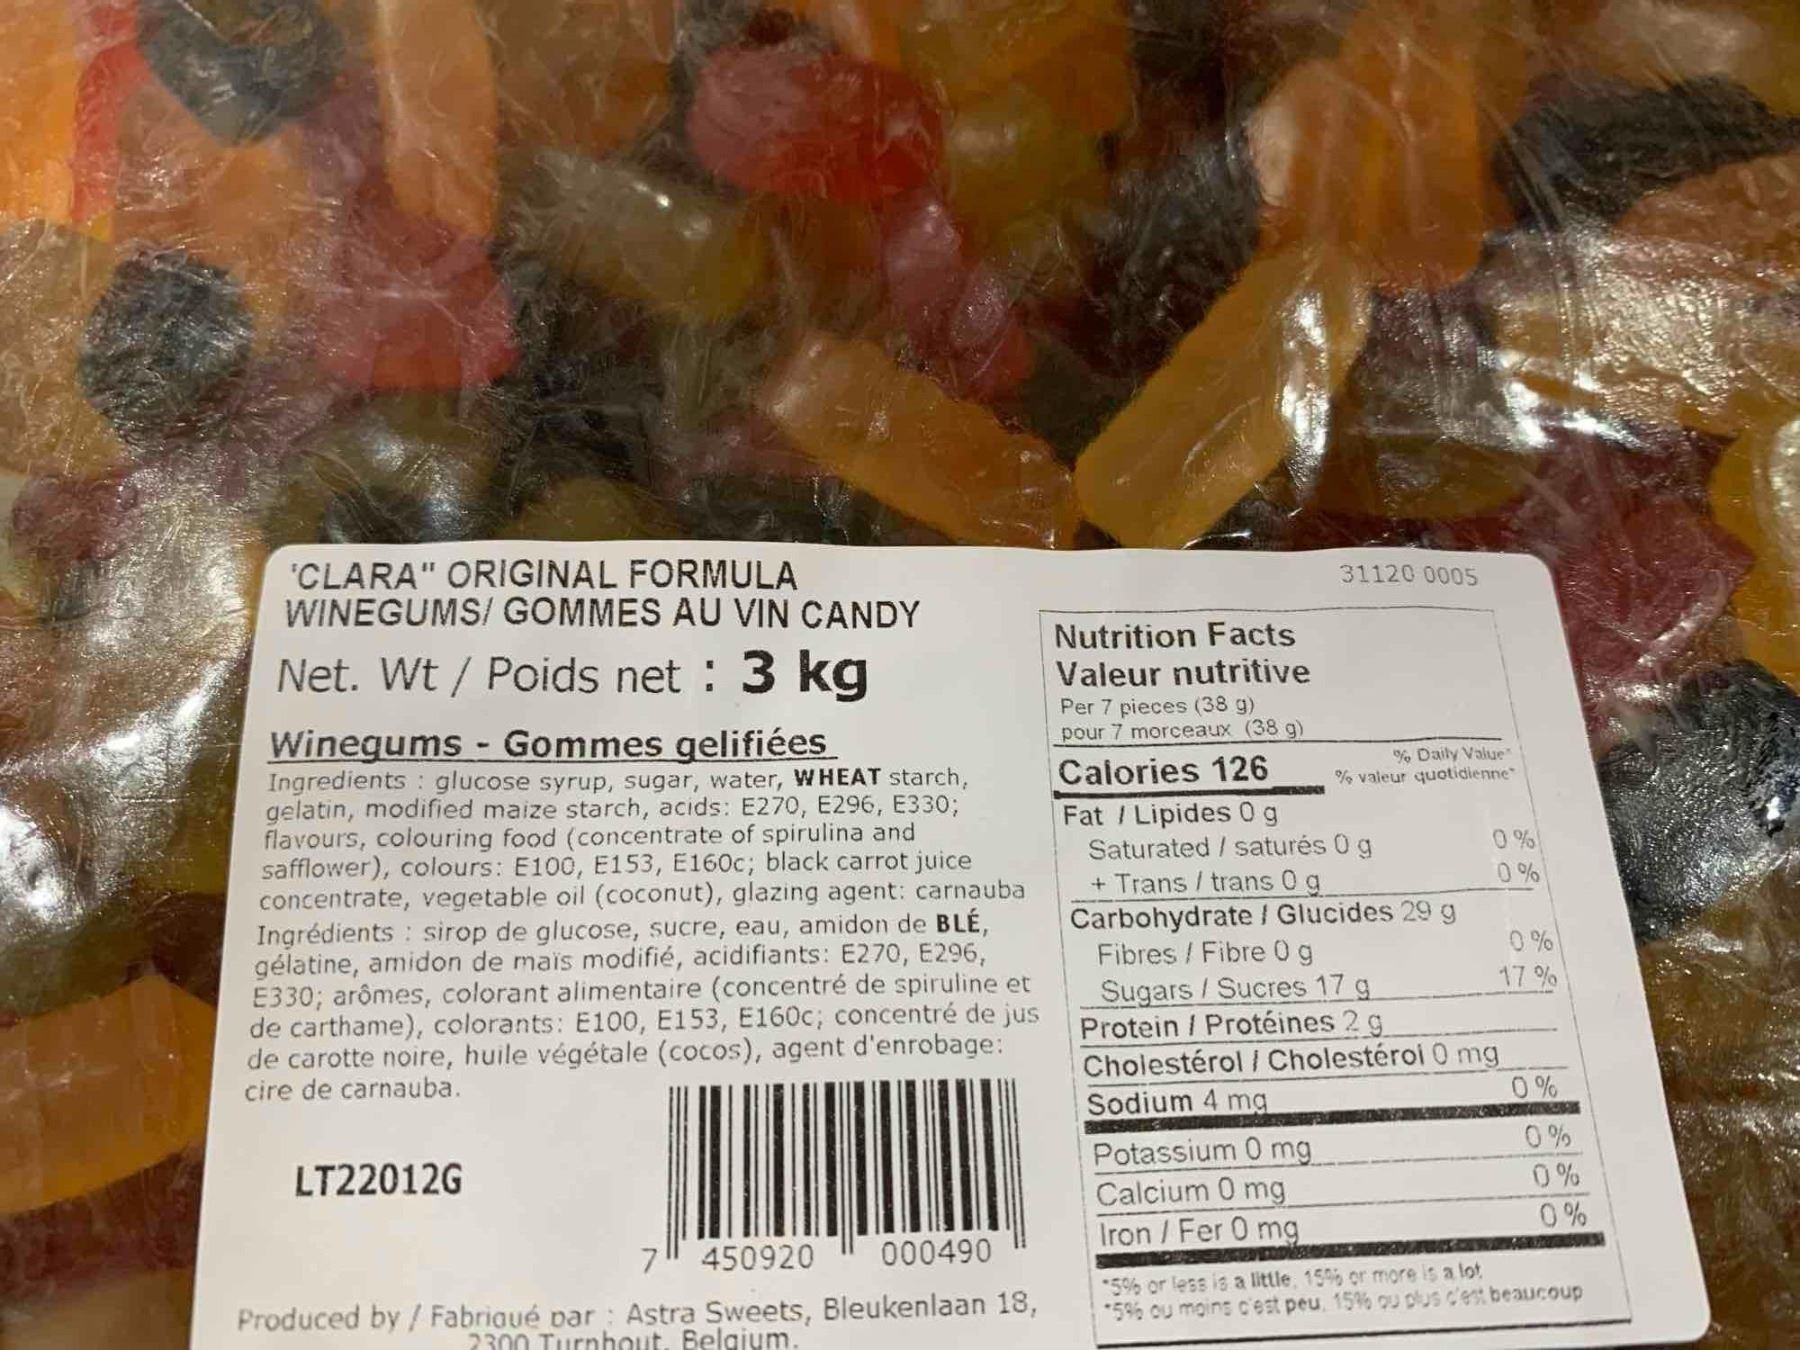 'CLARA" ORIGINAL FORMULA
WINEGUMS/ GOMMES AU VIN CANDY
Net. Wt / Poids net : 3 kg
Winegums - Gommes gelifiées
Ingredients : glucose syrup, sugar, water, WHEAT starch,
gelatin, modified maize starch, acids: E270, E296, E330;
flavours, colouring food (concentrate of spirulina and
safflower), colours: E100, E153, E160c; black carrot juice
concentrate, vegetable oil (coconut), glazing agent: carnauba
Ingrédients : sirop de glucose, sucre, eau, amidon de BLÉ,
gélatine, amidon de maïs modifié, acidifiants: E270, E296,
E330; arômes, colorant alimentaire (concentré de spiruline et
de carthame), colorants: E100, E153, E160c; concentré de jus
de carotte noire, huile végétale (cocos), agent d'enrobage:
cire de carnauba.
LT22012G
7 450920 000490
Produced by / Fabriqué par : Astra Sweets, Bleukenlaan 18,
2300 Turnhout, Belgium.
31120 0005
Nutrition Facts
Valeur nutritive
Per 7 pieces (38 g)
pour 7 morceaux (38 g)
Calories 126
% Daily Value*
% valeur quotidienne*
Fat / Lipides 0 g
Saturated / saturés 0 g 0 %
+ Trans / trans 0 g 0 %
Carbohydrate / Glucides 29 g
Fibres / Fibre 0 g 0 %
Sugars / Sucres 17 g 17 %
Protein / Protéines 2 g
Cholestérol / Cholestérol 0 mg
Sodium 4 mg 0 %
Potassium 0 mg 0 %
Calcium 0 mg 0 %
Iron / Fer 0 mg 0 %
*5% or less is a little, 15% or more is a lot
*5% ou moins c'est peu, 15% ou plus c'est beaucoup